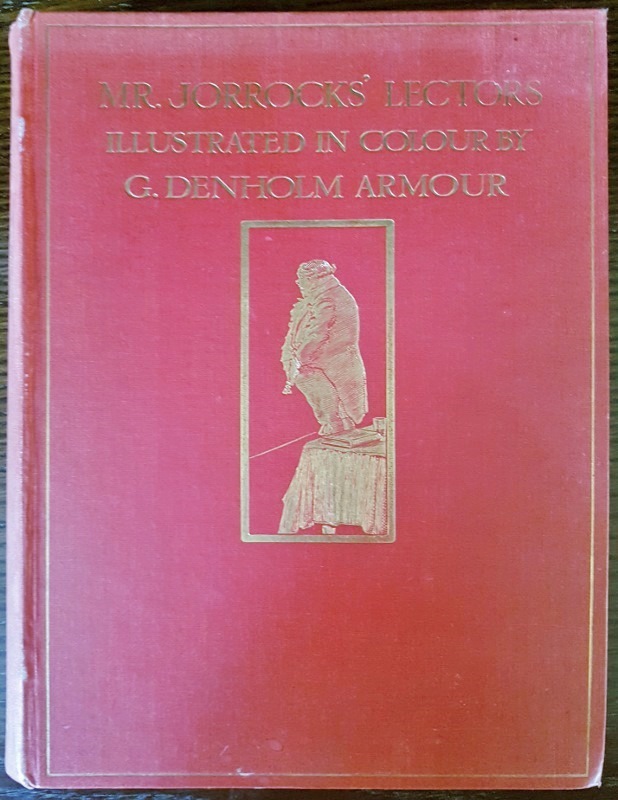 MR. JORROCKS' LECTORS
ILLUSTRATED IN COLOUR BY
G. DENHOLM ARMOUR